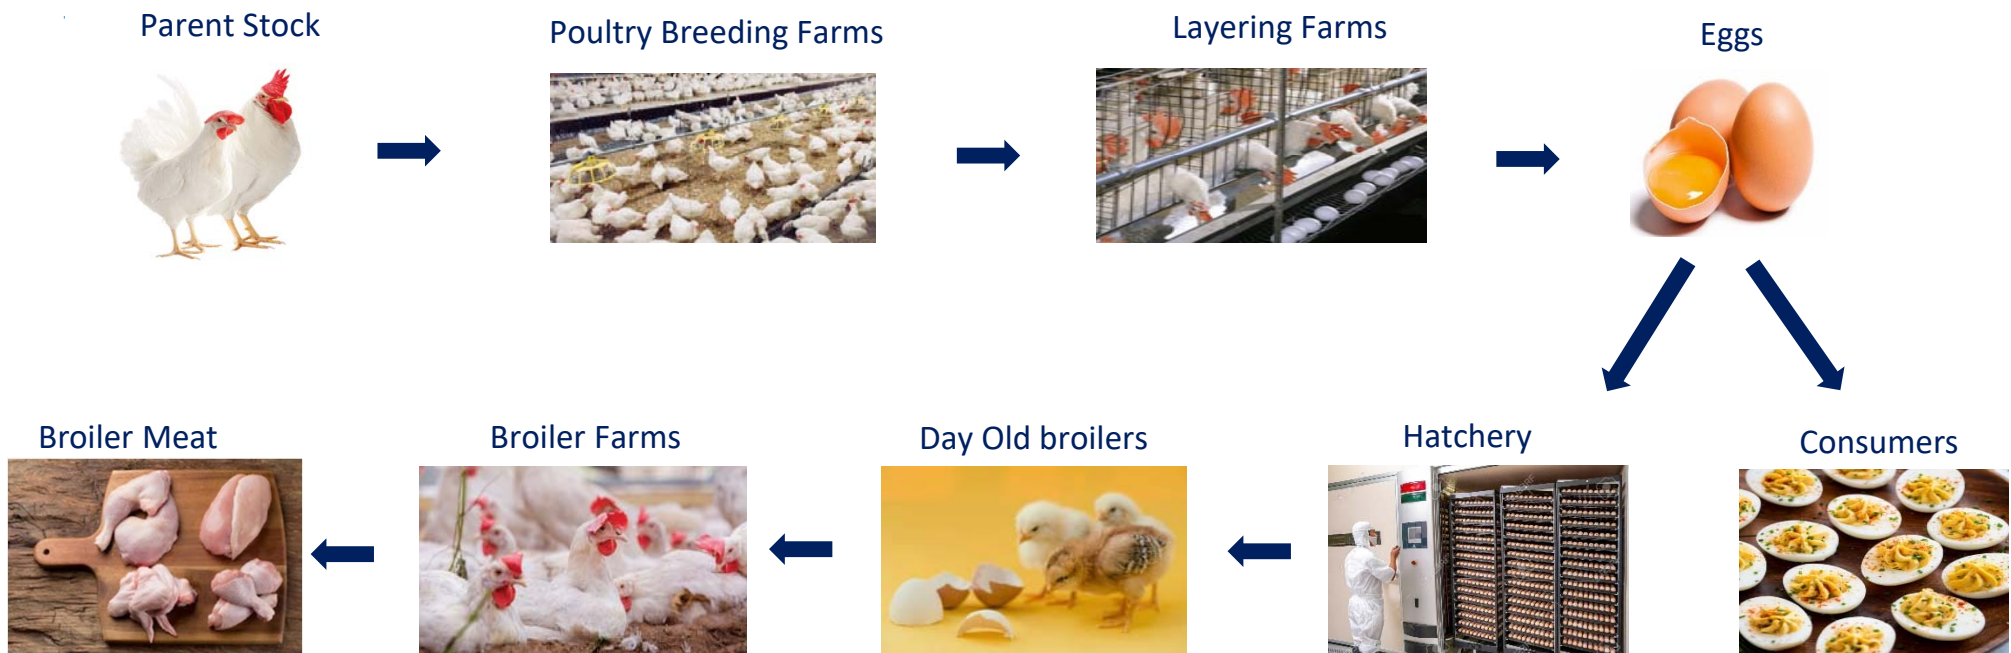 Parent Stock
Poultry Breeding Farms
Layering Farms
Eggs
Broiler Meat
Broiler Farms
Day Old broilers
Hatchery
Consumers